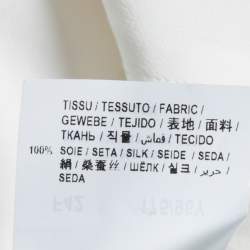 TISSU / TESSUTO / FABRIC /
GEWEBE / TEJIDO / 表地 / 面料 /
ТКАНЬ / 직물 / قماش / TECIDO
100% SOIE / SETA / SILK / SEIDE / SEDA /
絹 / 桑蚕丝 / ШЁЛК / 실크 / حرير /
SEDA